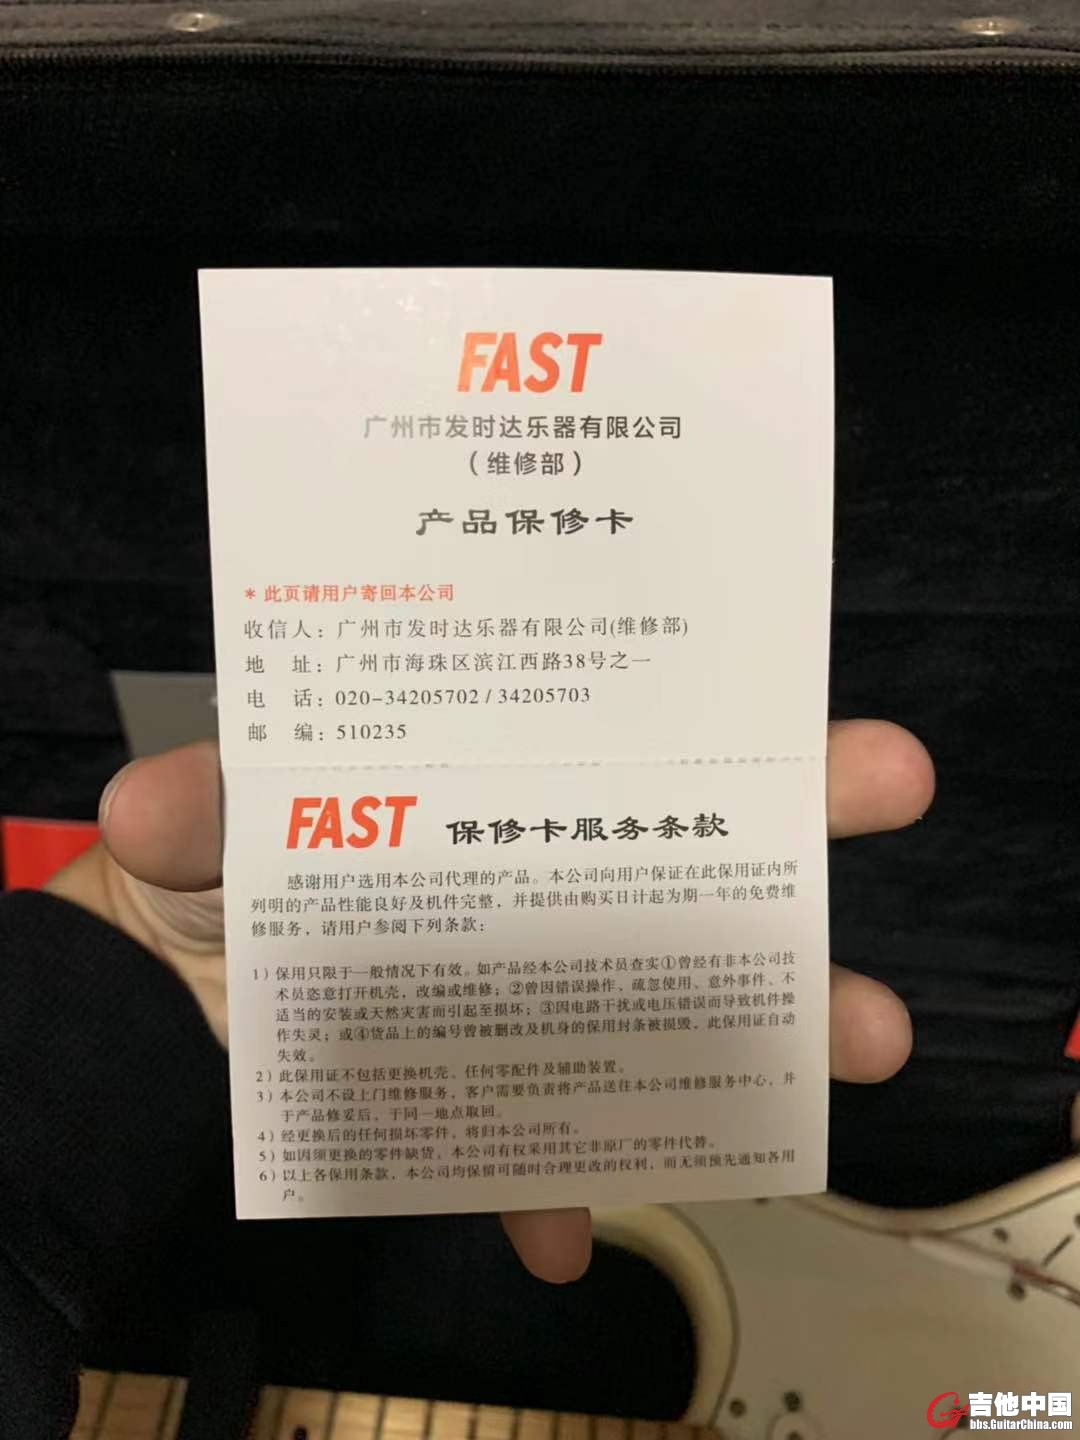 FAST
广州市发时达乐器有限公司
（维修部）
产品保修卡
* 此页请用户寄回本公司
收信人：广州市发时达乐器有限公司(维修部)
地 址：广州市海珠区滨江西路38号之一
电 话：020-34205702 / 34205703
邮 编：510235
FAST 保修卡服务条款
感谢用户选用本公司代理的产品。本公司向用户保证在此保用证内所
列明的产品性能良好及机件完整，并提供由购买日计起为期一年的免费维
修服务，请用户参阅下列条款：
1）保用只限于一般情况下有效。如产品经本公司技术员查实①曾经有非本公司技
术员恣意打开机壳，改编或维修；②曾因错误操作、疏忽使用、意外事件、不
适当的安装或天然灾害而引起至损坏；③因电路干扰或电压错误而导致机件操
作失灵；或④货品上的编号曾被删改及机身的保用封条被损毁，此保用证自动
失效。
2）此保用证不包括更换机壳、任何零配件及辅助装置。
3）本公司不设上门维修服务，客户需要负责将产品送往本公司维修服务中心，并
于产品修妥后，于同一地点取回。
4）经更换后的任何损坏零件，将归本公司所有。
5）如因须更换的零件缺货，本公司有权采用其它非原厂的零件代替。
6）以上各保用条款，本公司均保留可随时合理更改的权利，而无须预先通知各用
户。
吉他中国
bbs.GuitarChina.com